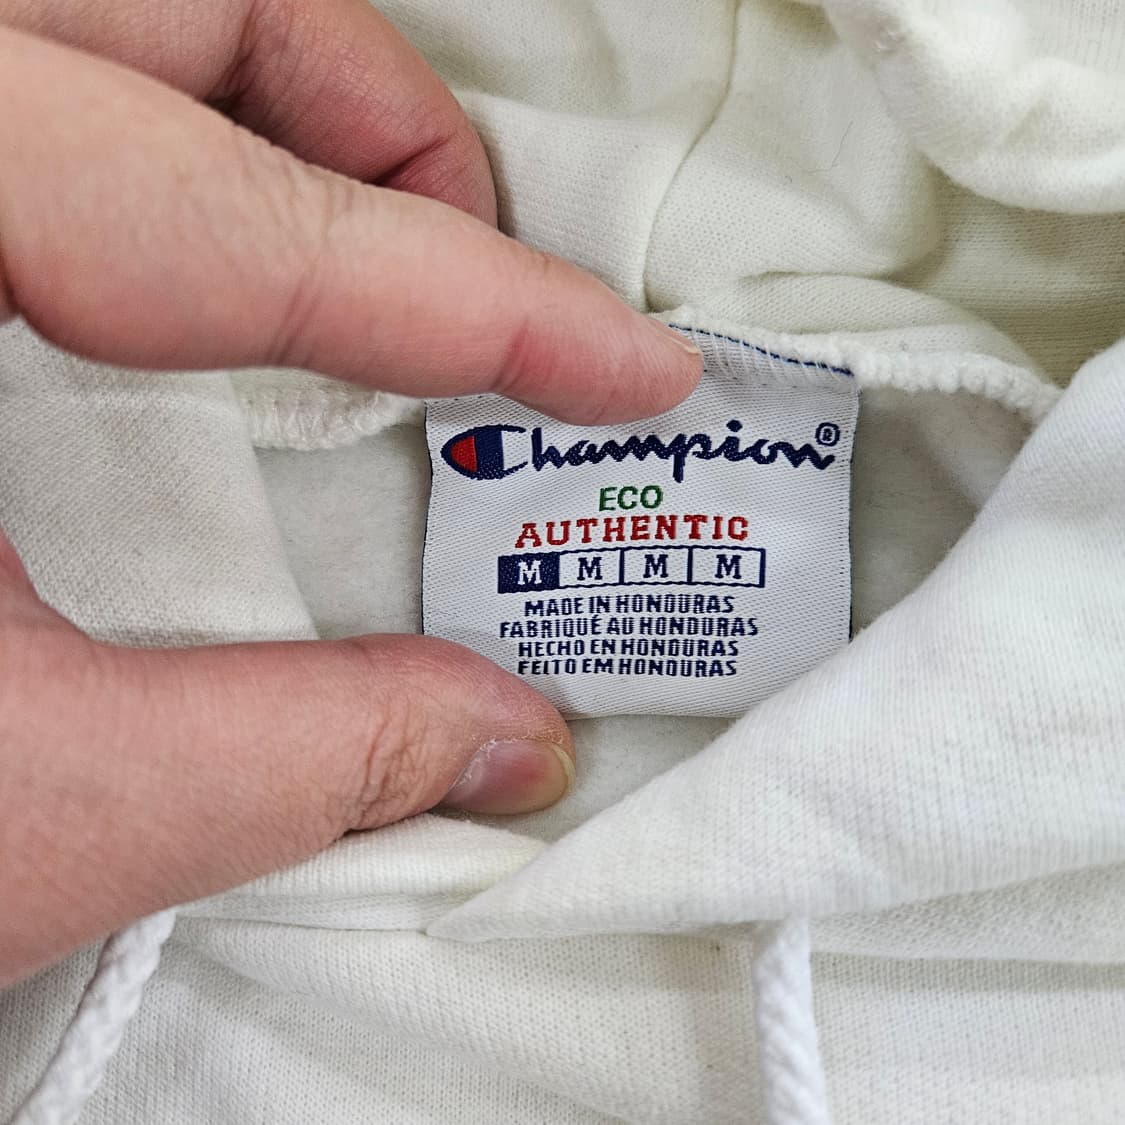 Champion®
ECO
AUTHENTIC
M M M M
MADE IN HONDURAS
FABRIQUÉ AU HONDURAS
HECHO EN HONDURAS
FEITO EM HONDURAS